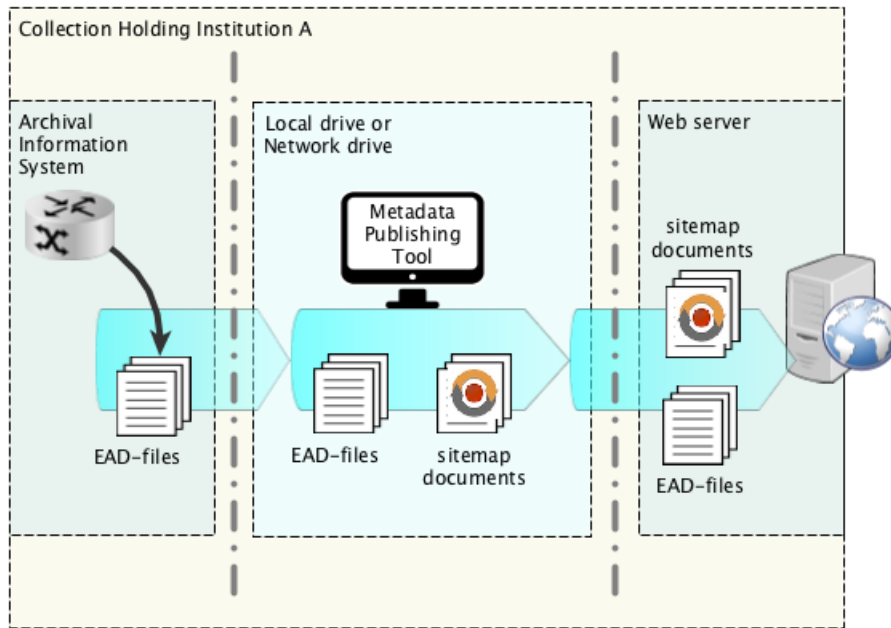 Collection Holding Institution A
Archival
Information
System
EAD-files
Local drive or
Network drive
Metadata
Publishing
Tool
EAD-files
sitemap
documents
Web server
sitemap
documents
EAD-files